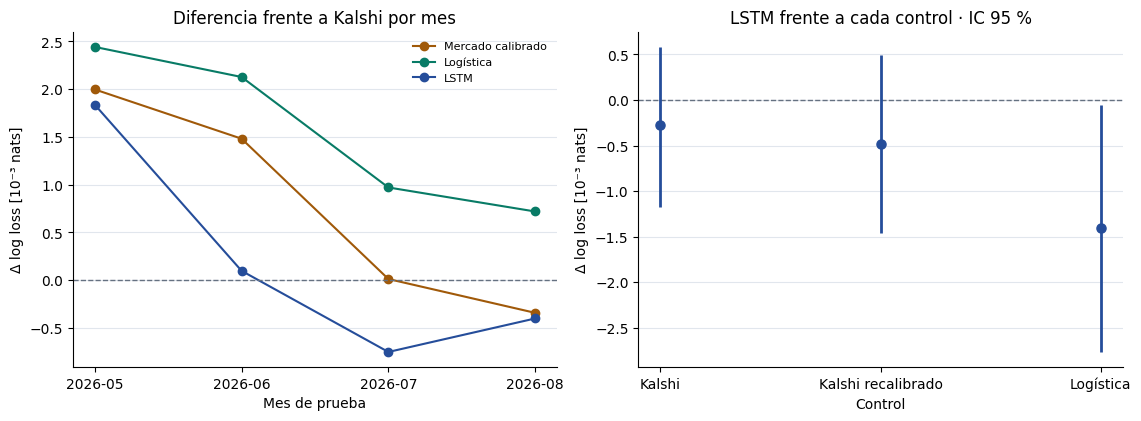 Diferencia frente a Kalshi por mes
Δ log loss [10⁻³ nats]
2.5
2.0
1.5
1.0
0.5
0.0
−0.5
Mercado calibrado
Logística
LSTM
2026-05
2026-06
2026-07
2026-08
Mes de prueba
LSTM frente a cada control · IC 95 %
Δ log loss [10⁻³ nats]
0.5
0.0
−0.5
−1.0
−1.5
−2.0
−2.5
Kalshi
Kalshi recalibrado
Logística
Control